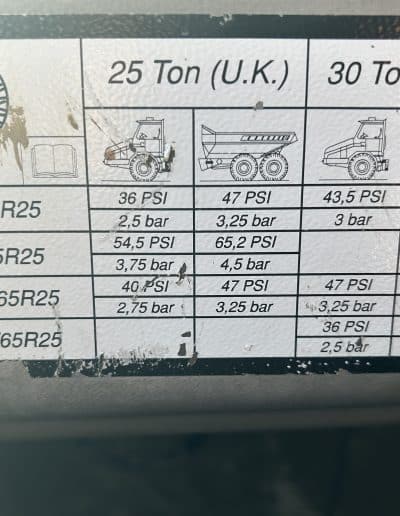 25 Ton (U.K.) 30 To
R25 36 PSI 47 PSI 43,5 PSI
2,5 bar 3,25 bar 3 bar
5R25 54,5 PSI 65,2 PSI
3,75 bar 4,5 bar
65R25 40 PSI 47 PSI 47 PSI
2,75 bar 3,25 bar 3,25 bar
65R25 36 PSI
2,5 bar